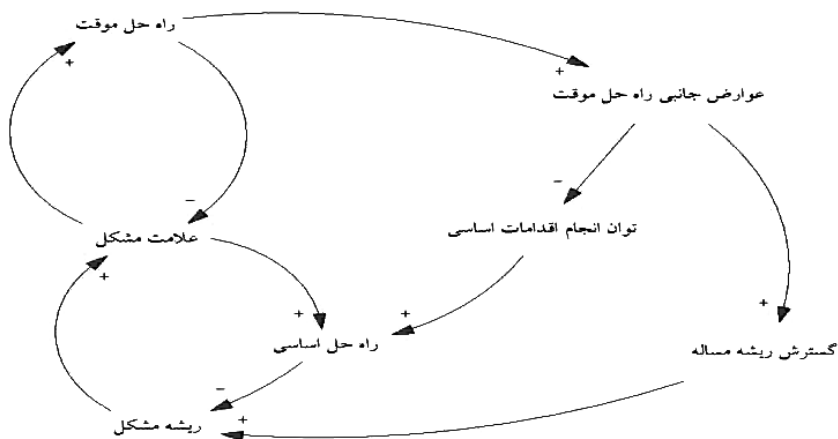 راه حل موقت
+
+
عوارض جانبی راه حل موقت
−
−
توان انجام اقدامات اساسی
علامت مشکل
+
+
+
+
راه حل اساسی
گسترش ریشه مساله
−
+
ریشه مشکل